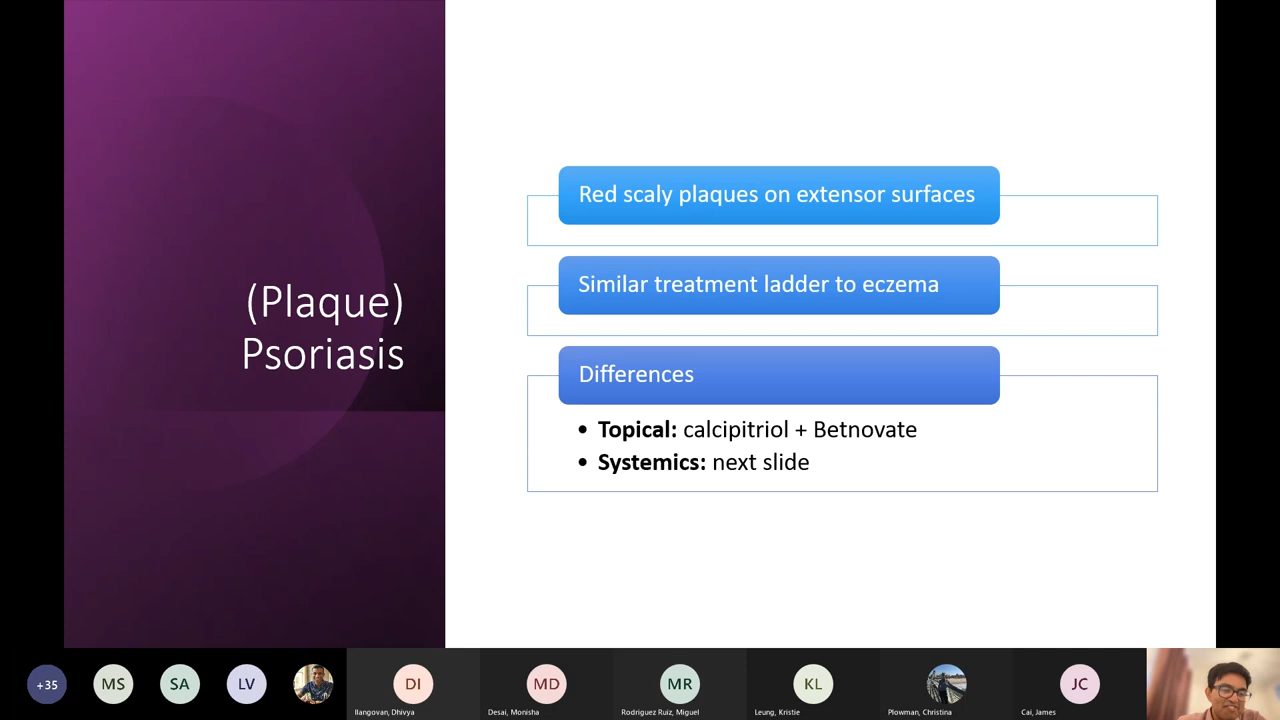 (Plaque)
Psoriasis
Red scaly plaques on extensor surfaces
Similar treatment ladder to eczema
Differences
• Topical: calcipitriol + Betnovate
• Systemics: next slide
+35
MS
SA
LV
DI
Ilangovan, Dhivya
MD
Desai, Monisha
MR
Rodriguez Ruiz, Miguel
KL
Leung, Kristie
Plowman, Christina
JC
Cai, James